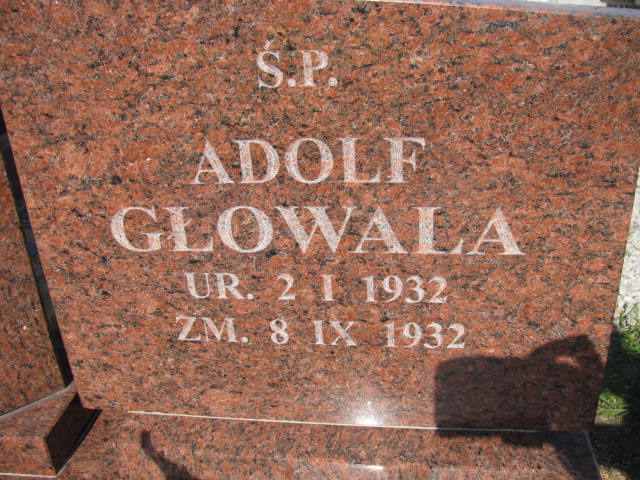 Ś.P.
ADOLF
GŁOWALA
UR. 2 I 1932
ZM. 8 IX 1932